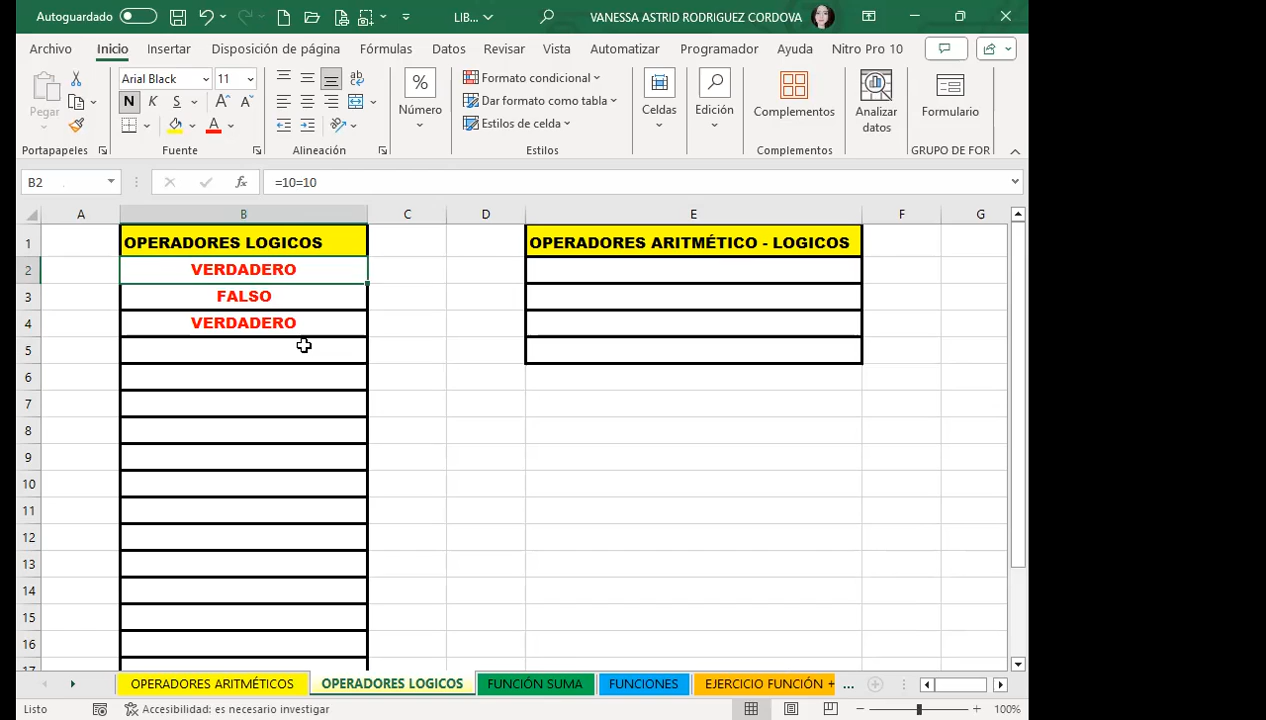 Autoguardado
LIB...
VANESSA ASTRID RODRIGUEZ CORDOVA
Archivo Inicio Insertar Disposición de página Fórmulas Datos Revisar Vista Automatizar Programador Ayuda Nitro Pro 10
Pegar
Arial Black 11
N K S
Número
Formato condicional
Dar formato como tabla
Estilos de celda
Celdas
Edición
Complementos
Analizar datos
Formulario
Portapapeles Fuente Alineación Estilos Complementos GRUPO DE FOR
B2 fx =10=10
A B C D E F G
1 OPERADORES LOGICOS OPERADORES ARITMÉTICO - LOGICOS
2 VERDADERO
3 FALSO
4 VERDADERO
5
6
7
8
9
10
11
12
13
14
15
16
17
OPERADORES ARITMÉTICOS OPERADORES LOGICOS FUNCIÓN SUMA FUNCIONES EJERCICIO FUNCIÓN + ...
Listo Accesibilidad: es necesario investigar 100%